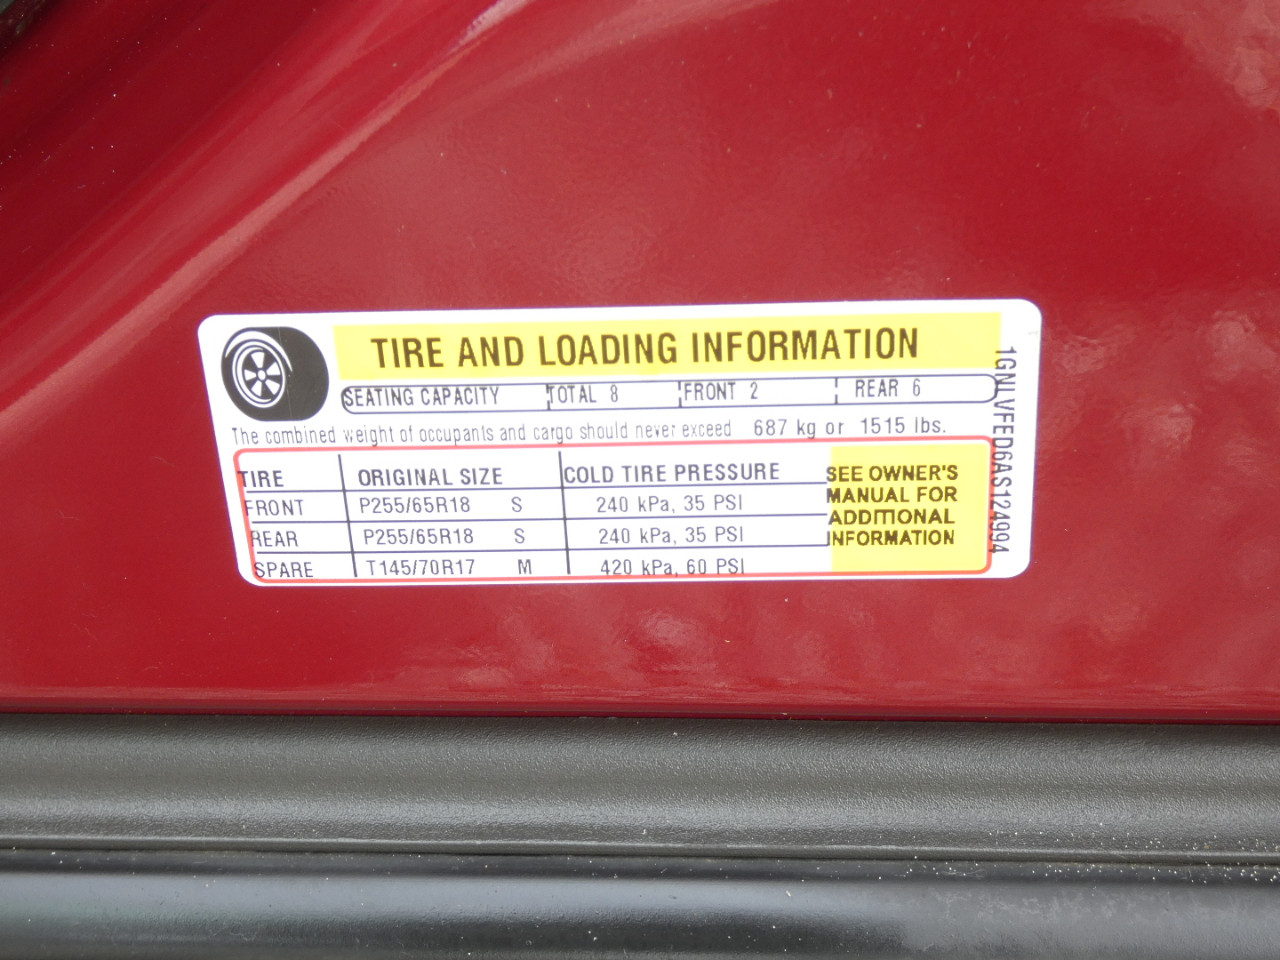 TIRE AND LOADING INFORMATION
SEATING CAPACITY TOTAL 8 FRONT 2 REAR 6
The combined weight of occupants and cargo should never exceed 687 kg or 1515 lbs.
TIRE ORIGINAL SIZE COLD TIRE PRESSURE
FRONT P255/65R18 S 240 kPa, 35 PSI
REAR P255/65R18 S 240 kPa, 35 PSI
SPARE T145/70R17 M 420 kPa, 60 PSI
SEE OWNER'S
MANUAL FOR
ADDITIONAL
INFORMATION
1GNLVFED6AS124994